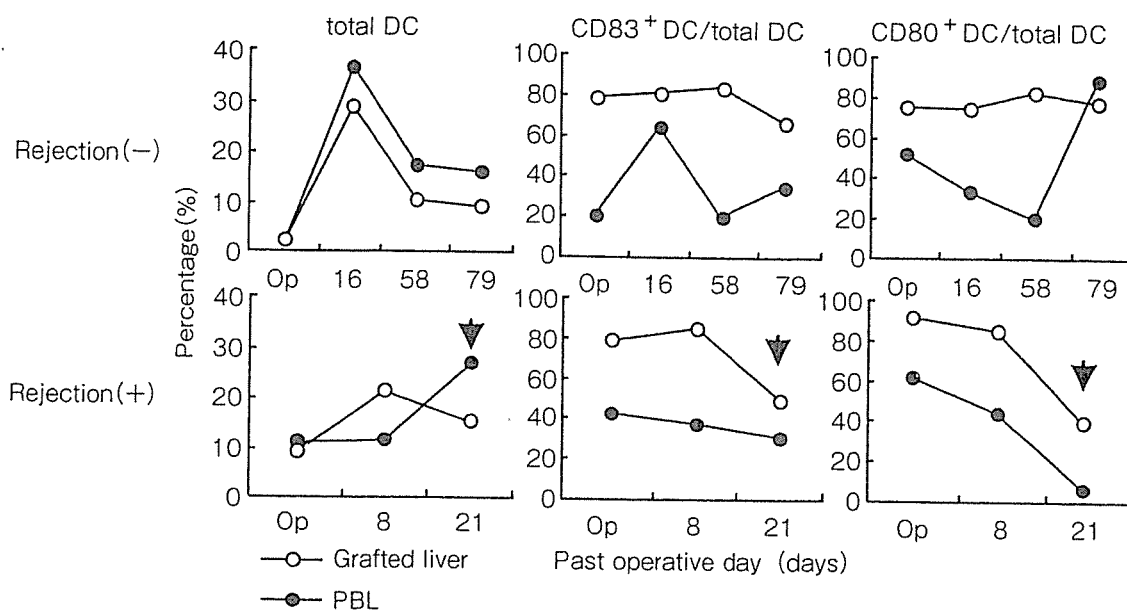 total DC
CD83+ DC/total DC
CD80+ DC/total DC
Rejection(−)
Rejection(+)
Percentage(%)
40
30
20
10
0
Op 16 58 79
100
80
60
40
20
0
Op 16 58 79
100
80
60
40
20
0
Op 16 58 79
40
30
20
10
0
Op 8 21
100
80
60
40
20
0
Op 8 21
100
80
60
40
20
0
Op 8 21
Past operative day (days)
Grafted liver
PBL